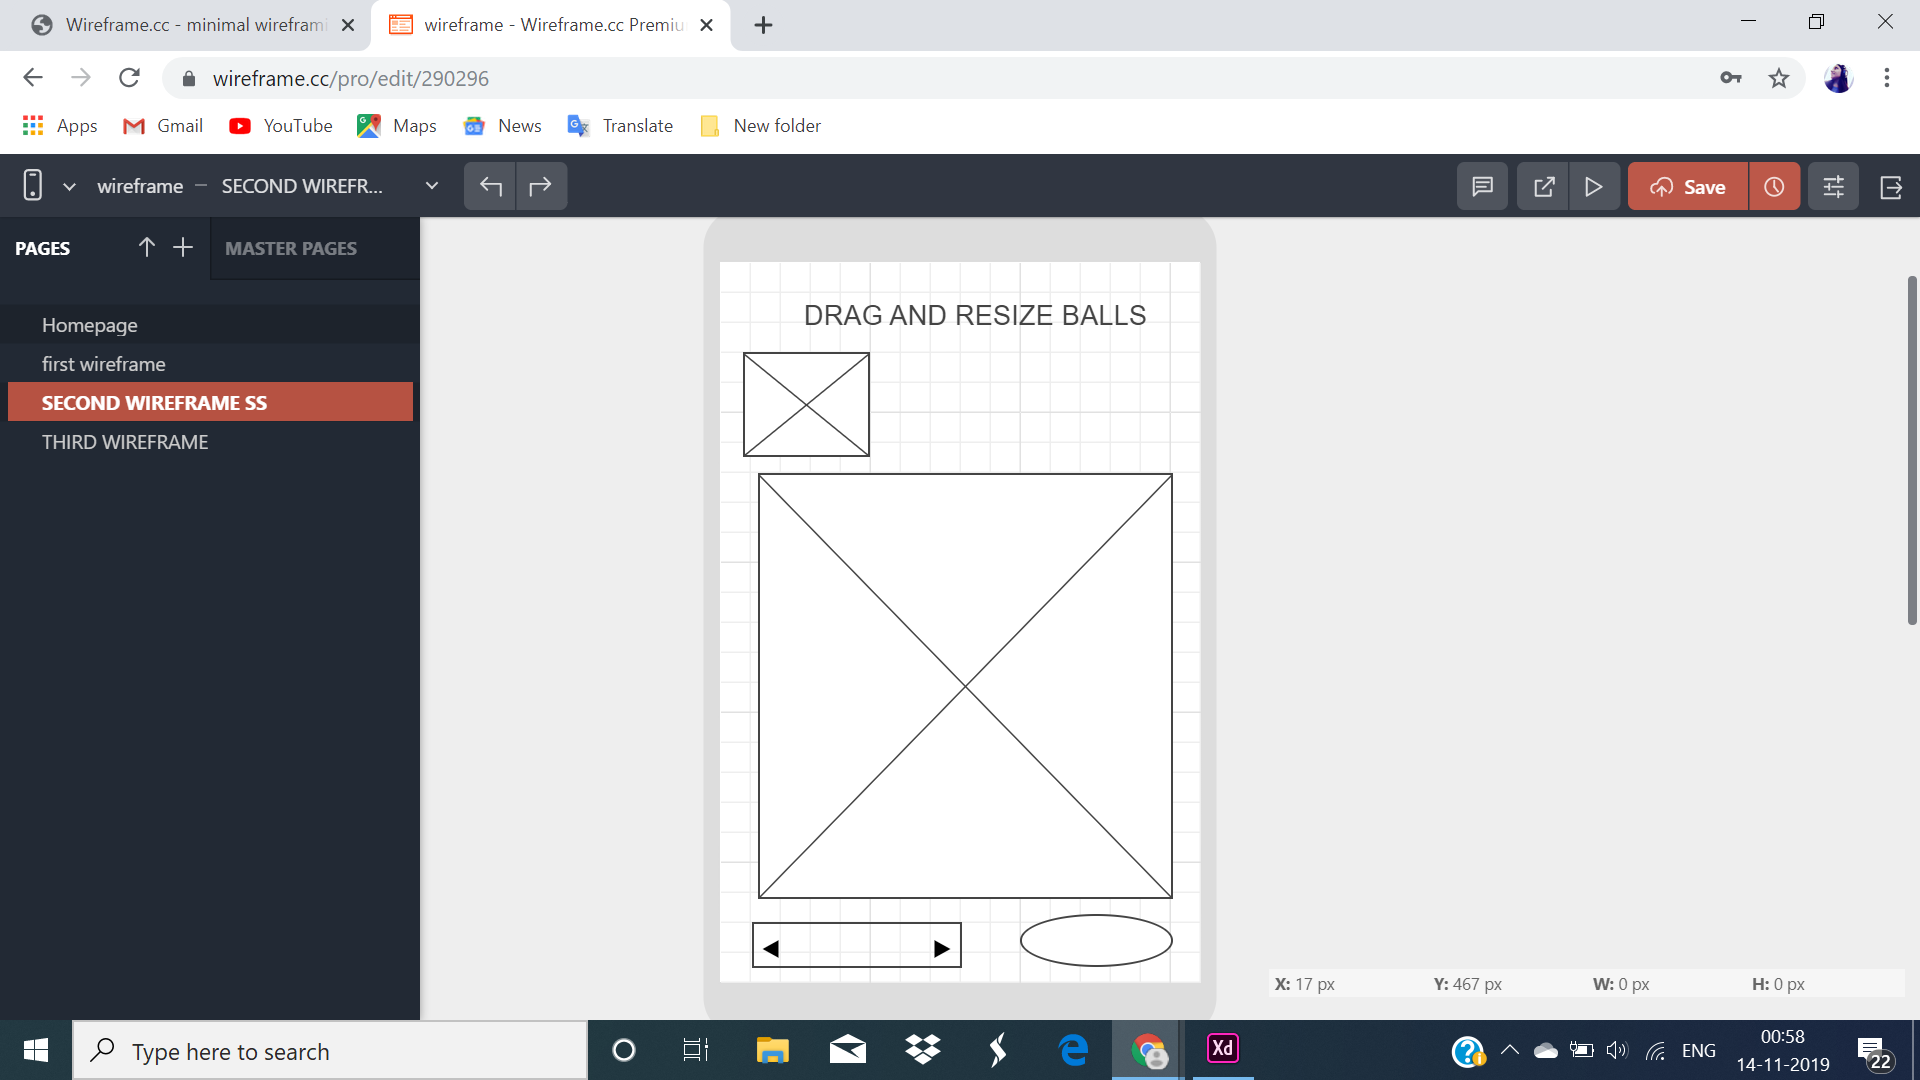 Wireframe.cc - minimal wireframi
wireframe - Wireframe.cc Premiu
wireframe.cc/pro/edit/290296
Apps
Gmail
YouTube
Maps
News
Translate
New folder
wireframe – SECOND WIREFR...
Save
PAGES
MASTER PAGES
Homepage
first wireframe
SECOND WIREFRAME SS
THIRD WIREFRAME
DRAG AND RESIZE BALLS
X: 17 px Y: 467 px W: 0 px H: 0 px
Type here to search
Xd
ENG
00:58
14-11-2019
22